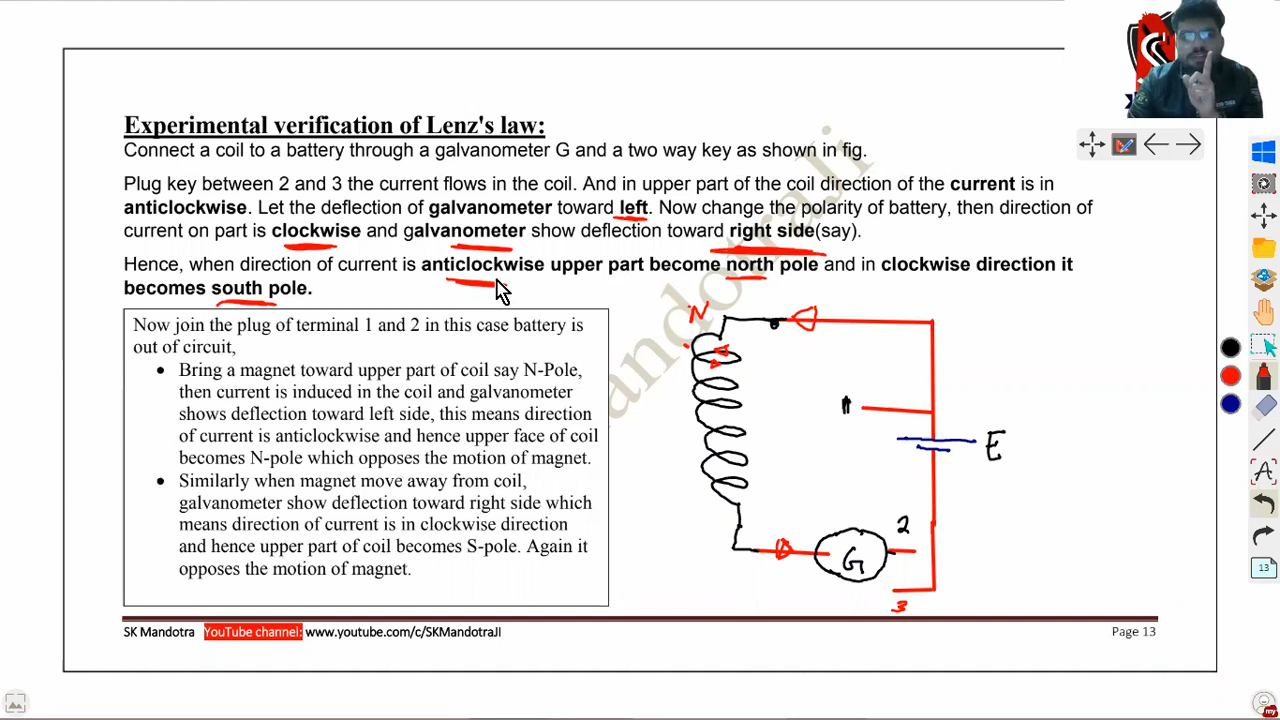 Experimental verification of Lenz's law:
Connect a coil to a battery through a galvanometer G and a two way key as shown in fig.
Plug key between 2 and 3 the current flows in the coil. And in upper part of the coil direction of the current is in
anticlockwise. Let the deflection of galvanometer toward left. Now change the polarity of battery, then direction of
current on part is clockwise and galvanometer show deflection toward right side(say).
Hence, when direction of current is anticlockwise upper part become north pole and in clockwise direction it
becomes south pole.
Now join the plug of terminal 1 and 2 in this case battery is
out of circuit,
• Bring a magnet toward upper part of coil say N-Pole,
then current is induced in the coil and galvanometer
shows deflection toward left side, this means direction
of current is anticlockwise and hence upper face of coil
becomes N-pole which opposes the motion of magnet.
• Similarly when magnet move away from coil,
galvanometer show deflection toward right side which
means direction of current is in clockwise direction
and hence upper part of coil becomes S-pole. Again it
opposes the motion of magnet.
N
E
2
G
3
SK Mandotra YouTube channel: www.youtube.com/c/SKMandotraJI
Page 13
13